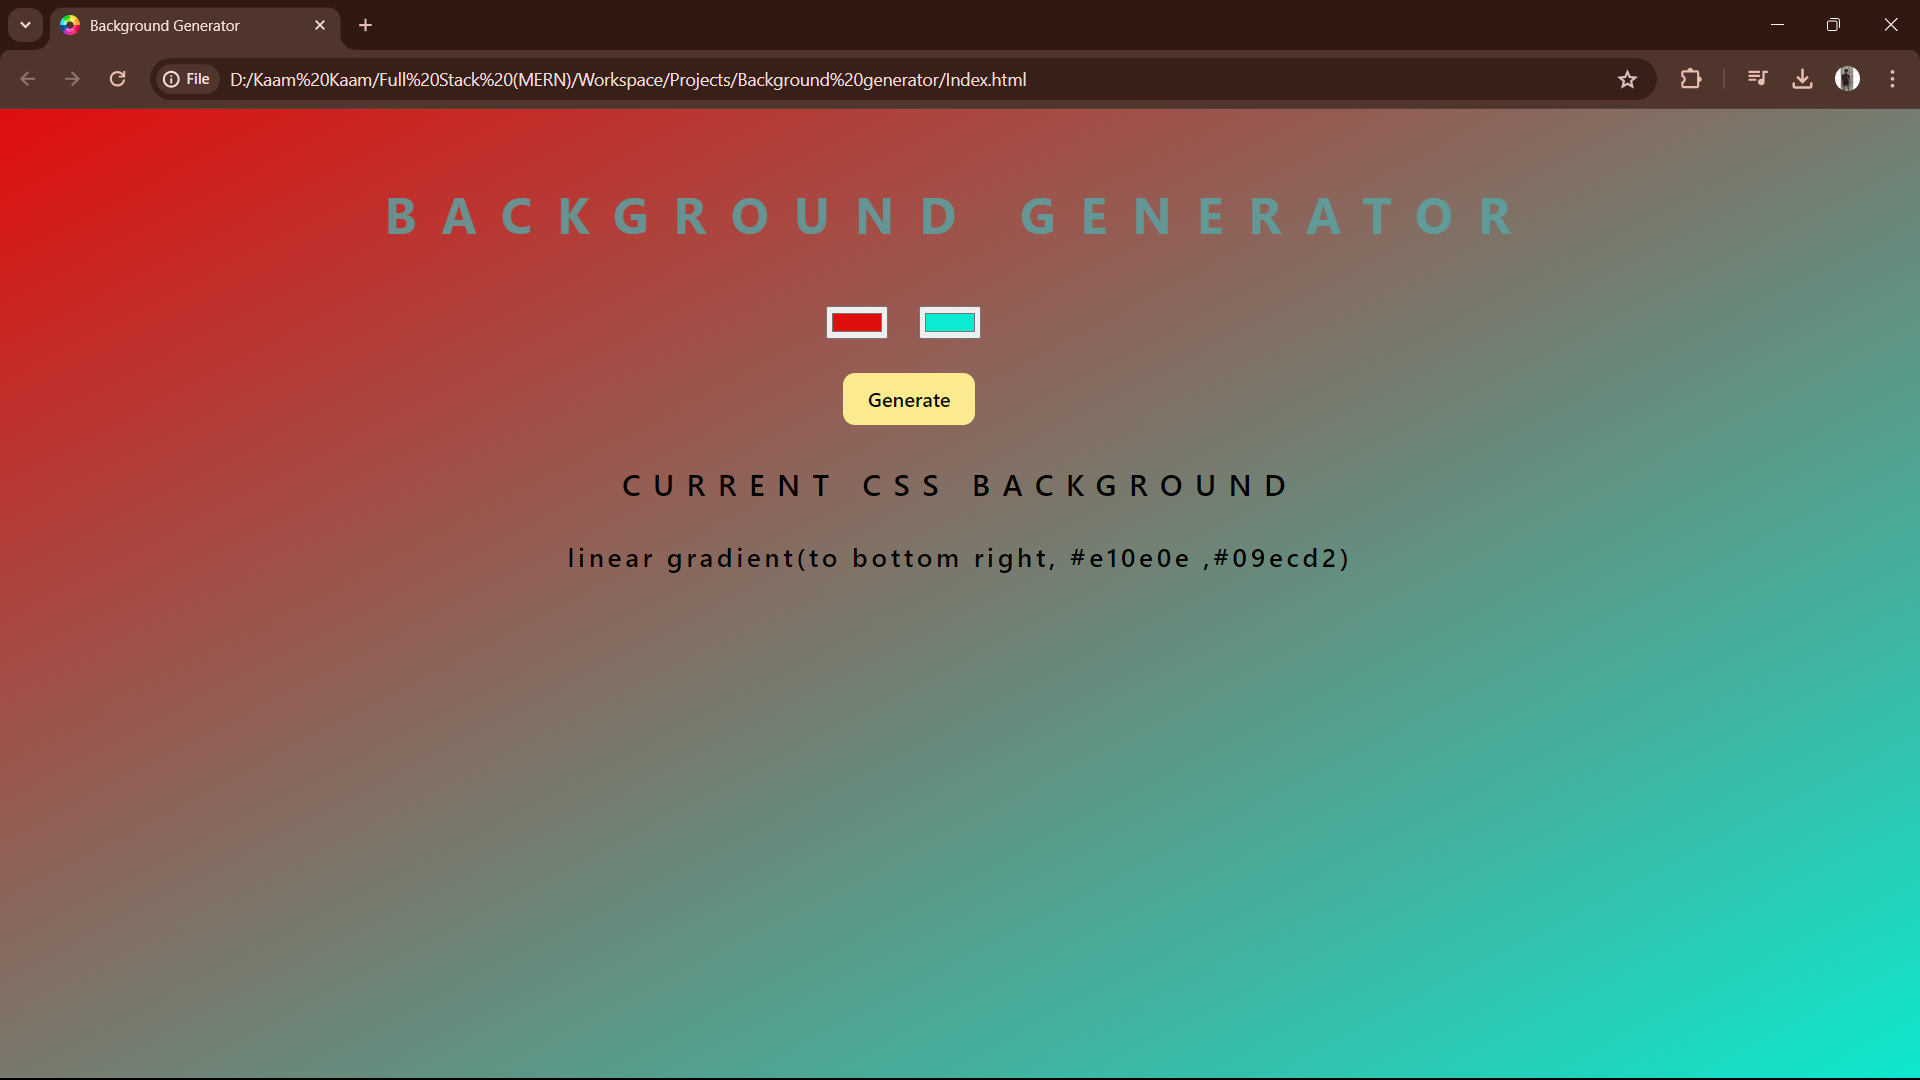 Background Generator
File D:/Kaam%20Kaam/Full%20Stack%20(MERN)/Workspace/Projects/Background%20generator/Index.html
BACKGROUND GENERATOR
Generate
CURRENT CSS BACKGROUND
linear gradient(to bottom right, #e10e0e ,#09ecd2)